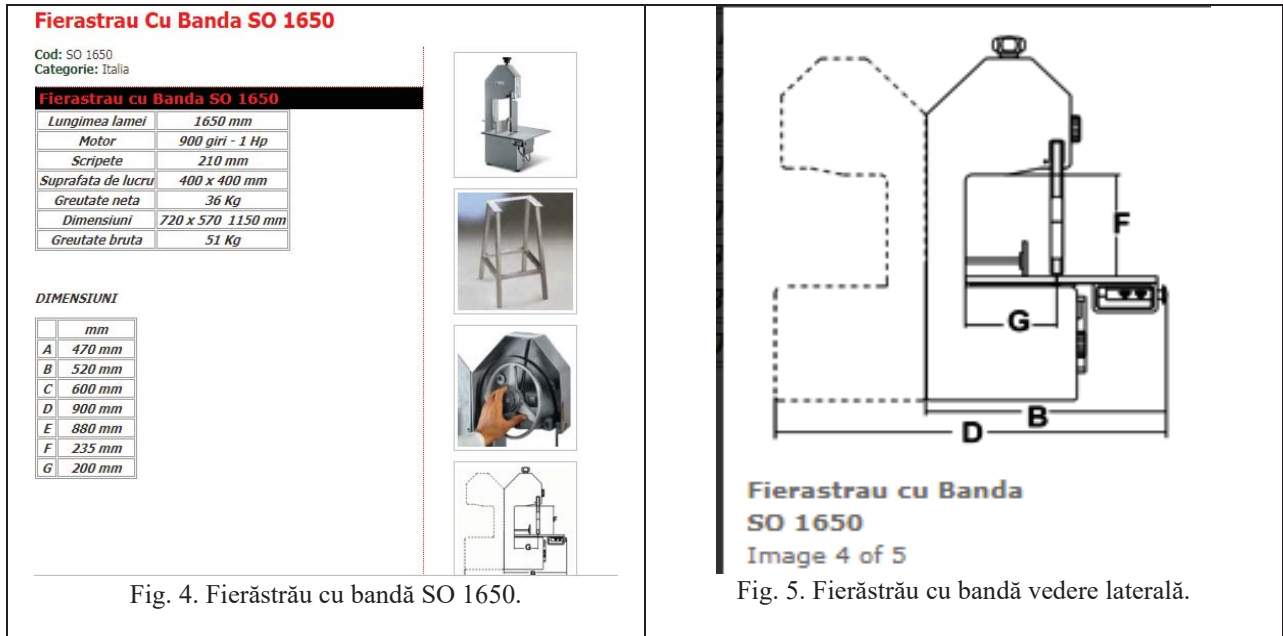 Fierastrau Cu Banda SO 1650
Cod: SO 1650
Categorie: Italia
Fierastrau cu Banda SO 1650
Lungimea lamei 1650 mm
Motor 900 giri - 1 Hp
Scripete 210 mm
Suprafata de lucru 400 x 400 mm
Greutate neta 36 Kg
Dimensiuni 720 x 570 1150 mm
Greutate bruta 51 Kg
DIMENSIUNI
mm
A 470 mm
B 520 mm
C 600 mm
D 900 mm
E 880 mm
F 235 mm
G 200 mm
F
G
Fig. 4. Fierăstrău cu bandă SO 1650.
F
G
B
D
Fierastrau cu Banda
SO 1650
Image 4 of 5
Fig. 5. Fierăstrău cu bandă vedere laterală.